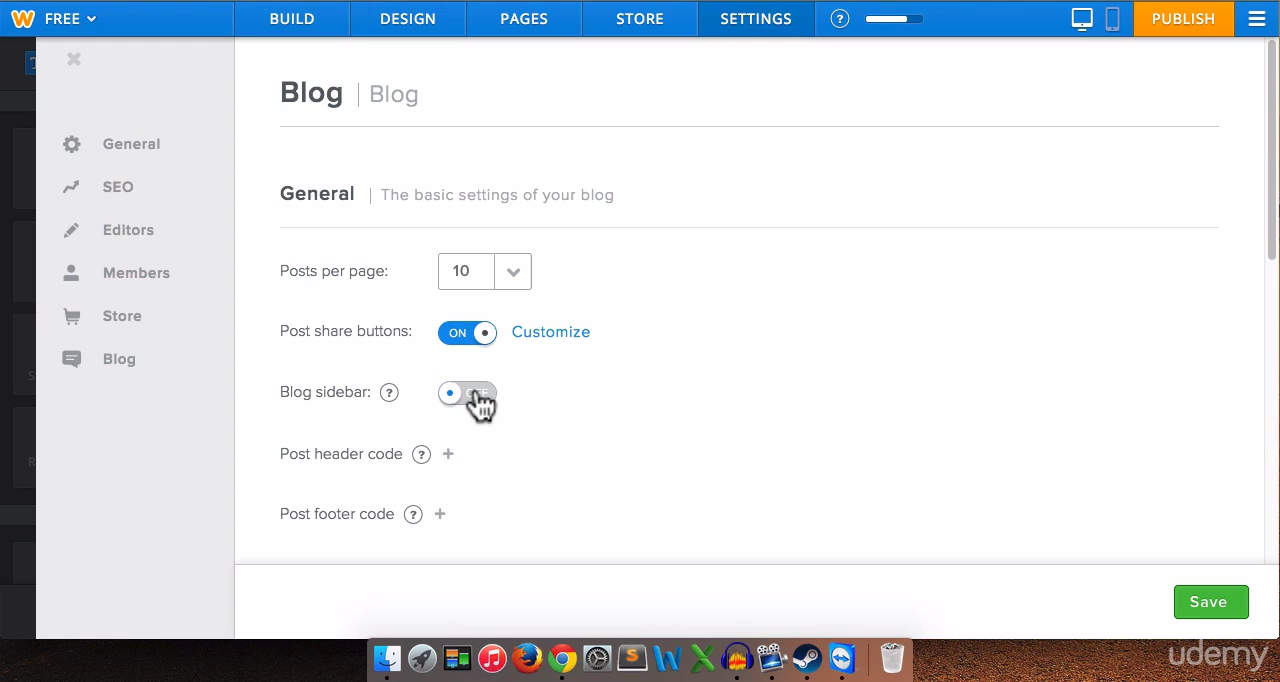 FREE BUILD DESIGN PAGES STORE SETTINGS ? PUBLISH
Blog | Blog
General
General | The basic settings of your blog
SEO
Editors
Members
Store
Blog
Posts per page: 10
Post share buttons: ON Customize
Blog sidebar: ?
Post header code ? +
Post footer code ? +
Save
udemy